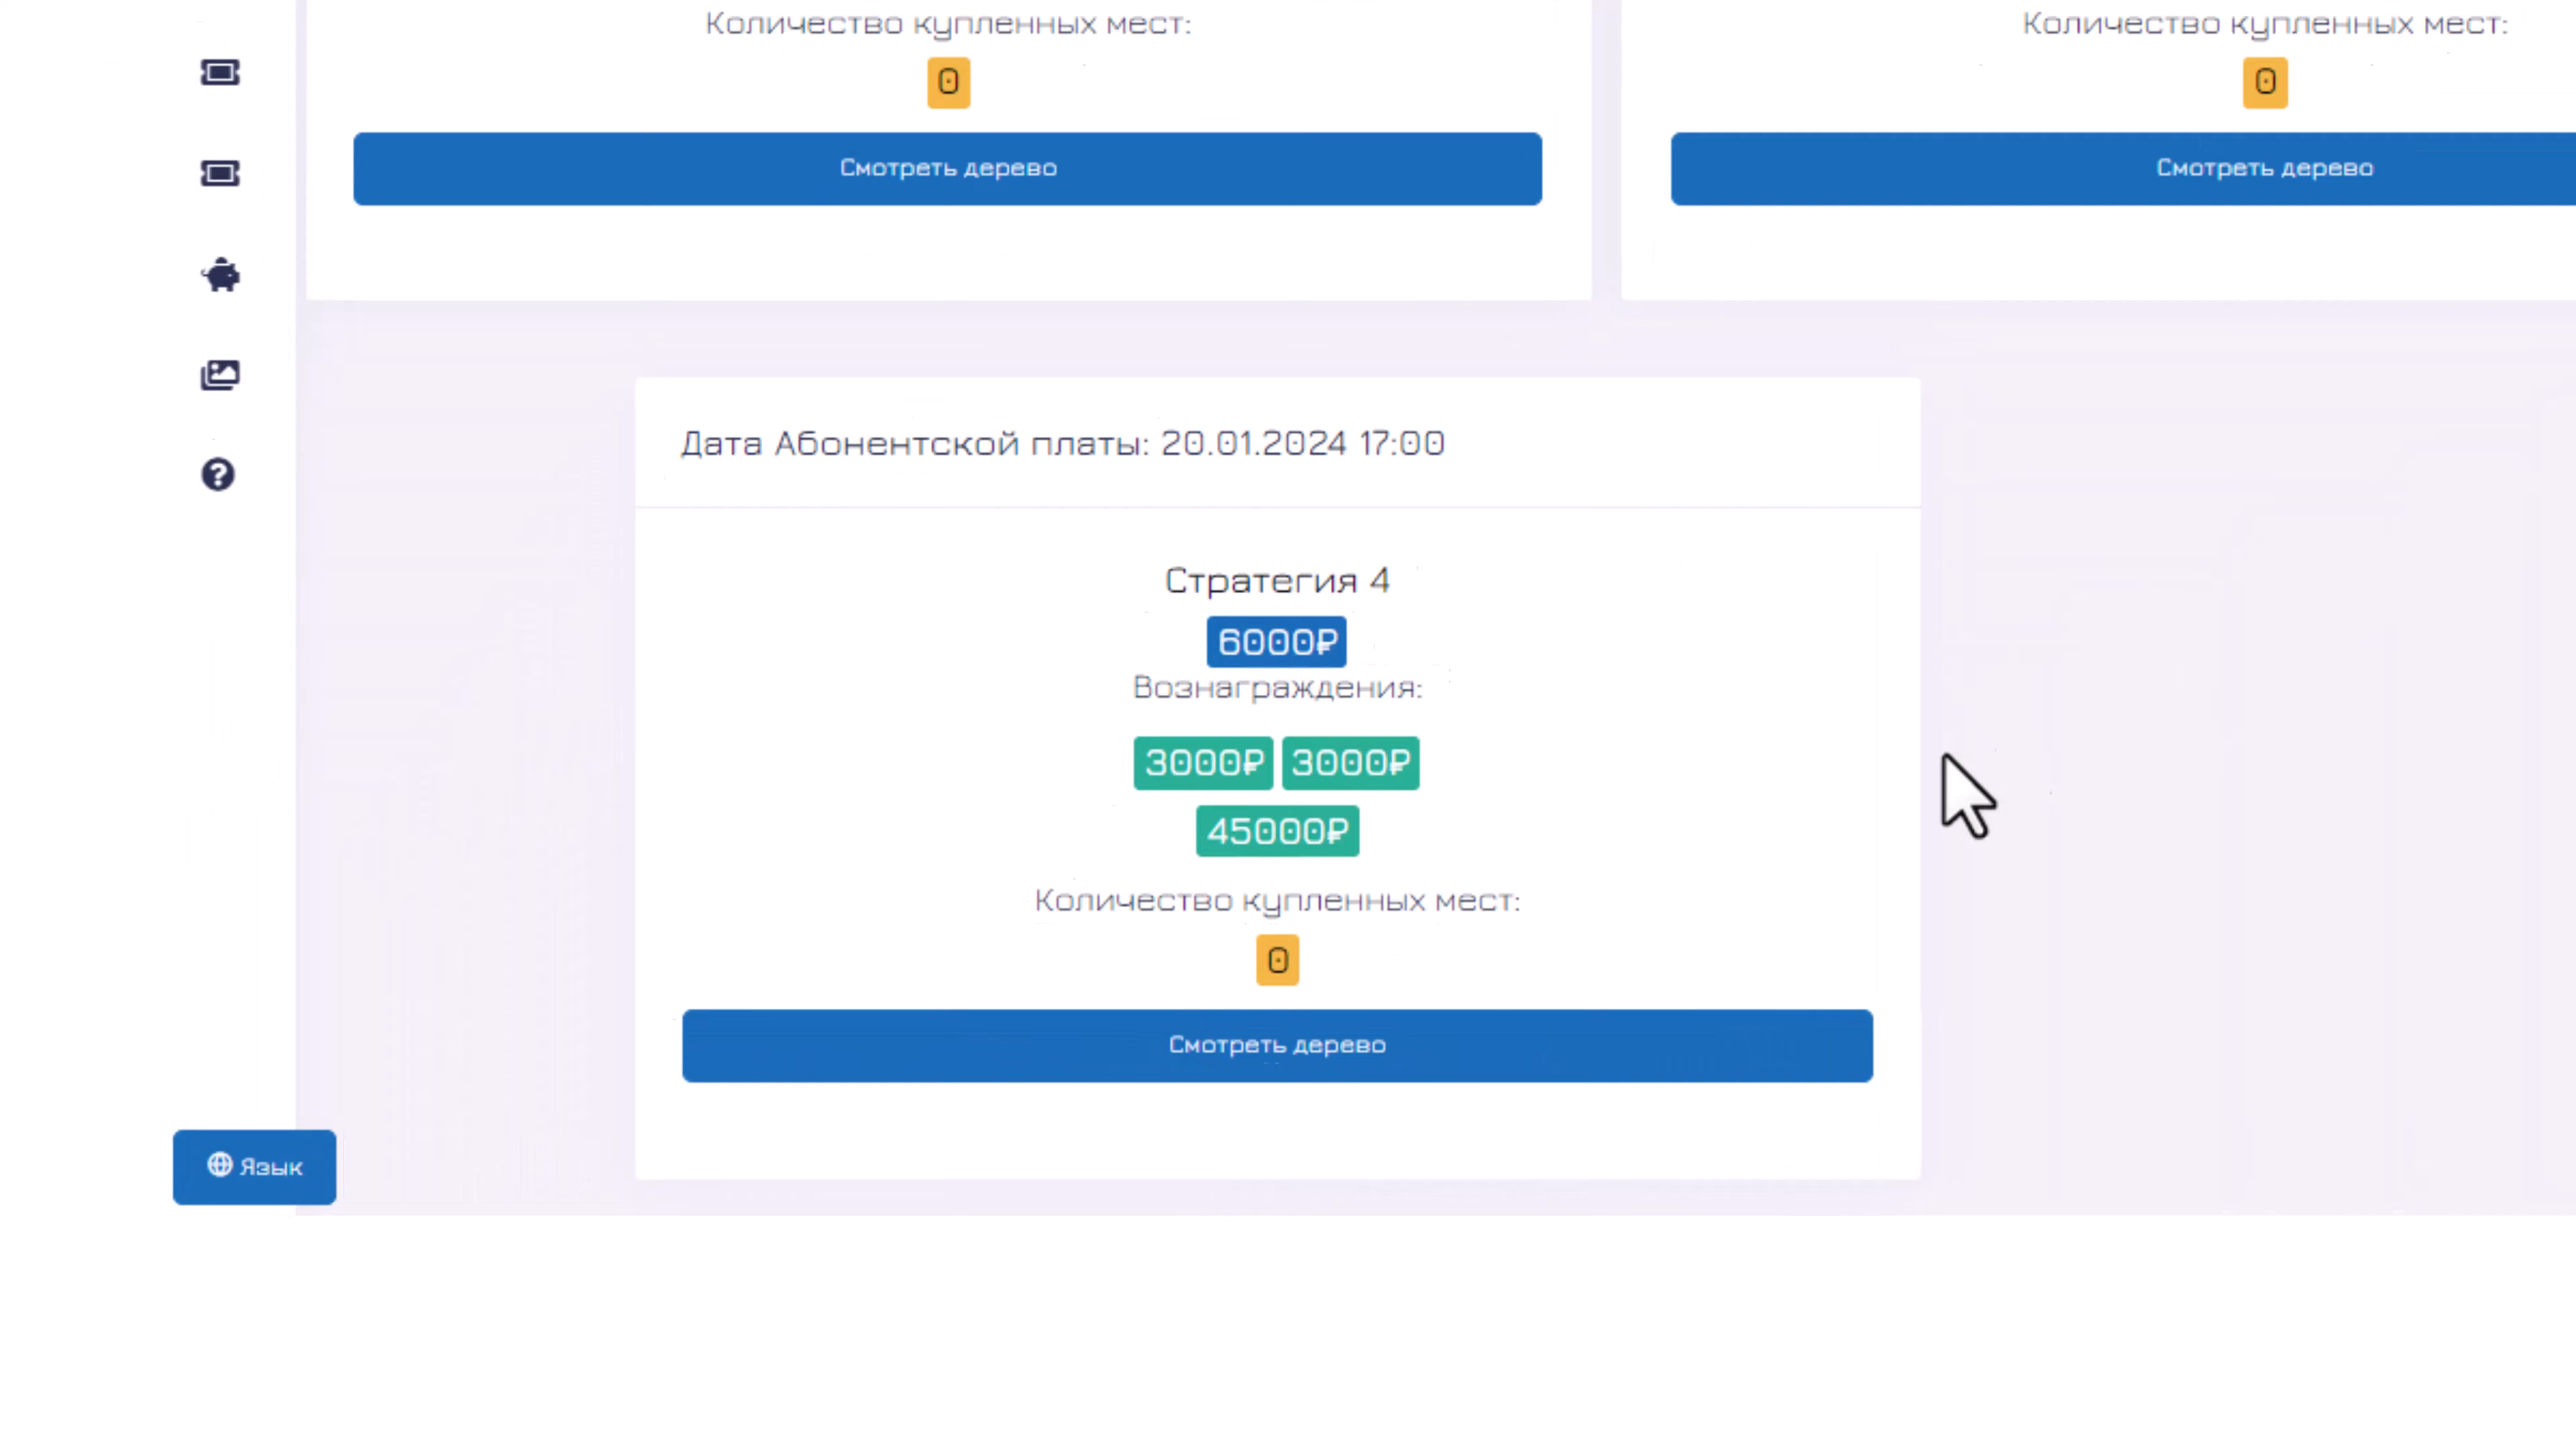 Количество купленных мест:
0
Смотреть дерево
Количество купленных мест:
0
Смотреть дерево
Дата Абонентской платы: 20.01.2024 17:00
Стратегия 4
6000₽
Вознаграждения:
3000₽ 3000₽
45000₽
Количество купленных мест:
0
Смотреть дерево
Язык